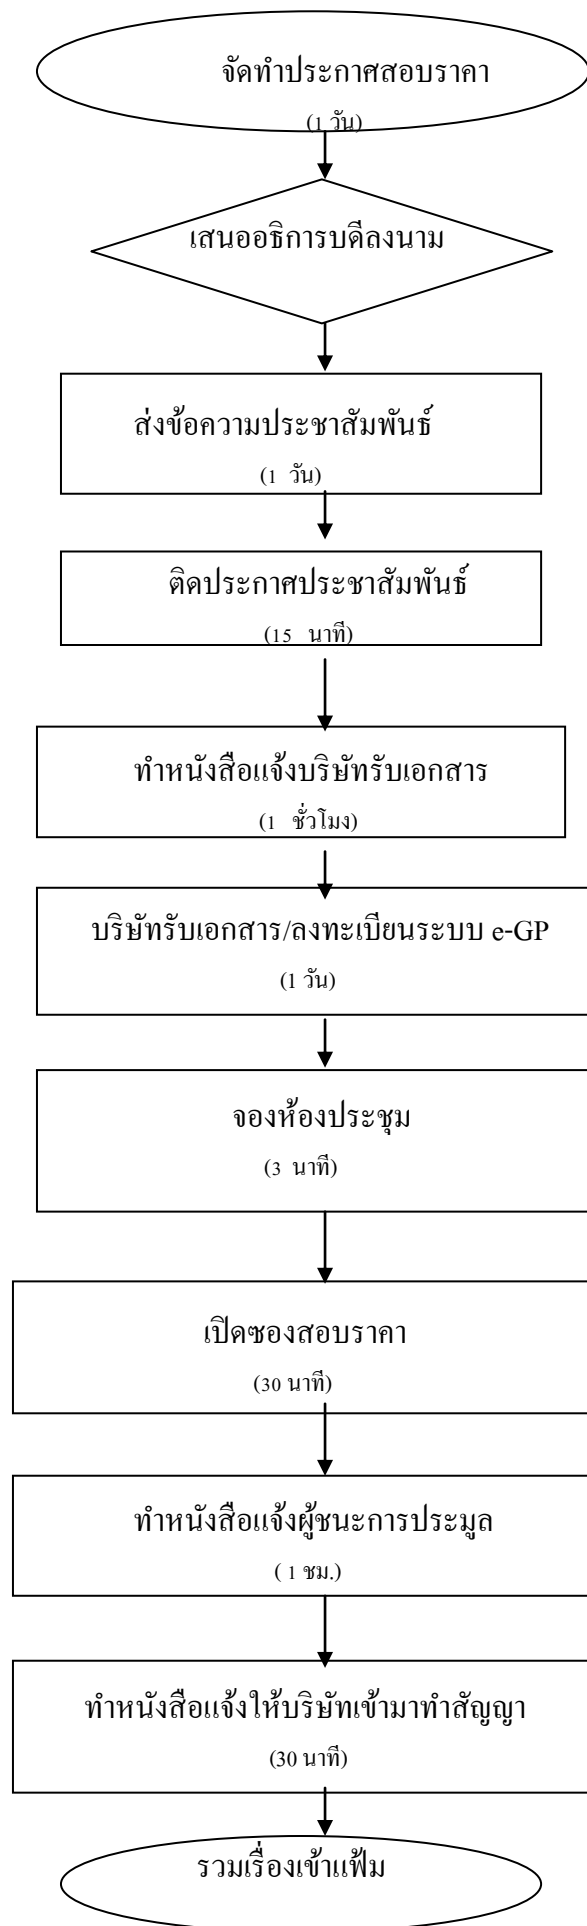 จัดทำประกาศสอบราคา
(1 วัน)
เสนออธิการบดีลงนาม
ส่งข้อความประชาสัมพันธ์
(1 วัน)
ติดประกาศประชาสัมพันธ์
(15 นาที)
ทำหนังสือแจ้งบริษัทรับเอกสาร
(1 ชั่วโมง)
บริษัทรับเอกสาร/ลงทะเบียนระบบ e-GP
(1 วัน)
จองห้องประชุม
(3 นาที)
เปิดซองสอบราคา
(30 นาที)
ทำหนังสือแจ้งผู้ชนะการประมูล
( 1 ชม.)
ทำหนังสือแจ้งให้บริษัทเข้ามาทำสัญญา
(30 นาที)
รวมเรื่องเข้าแฟ้ม